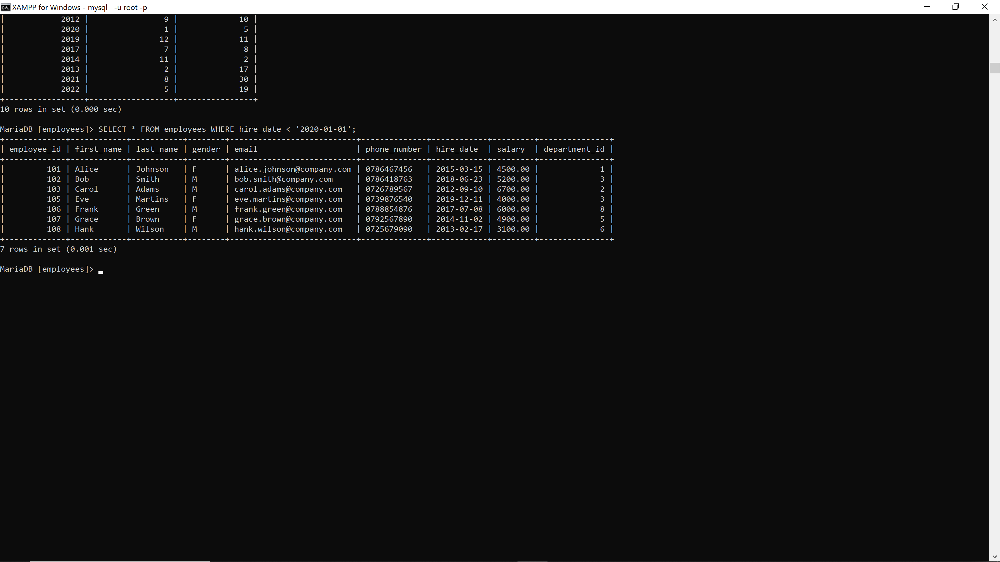 XAMPP for Windows - mysql   -u root -p
|            2012 |                9 |             10 |
|            2020 |                1 |              5 |
|            2019 |               12 |             11 |
|            2017 |                7 |              8 |
|            2014 |               11 |              2 |
|            2013 |                2 |             17 |
|            2021 |                8 |             30 |
|            2022 |                5 |             19 |
+-----------------+------------------+----------------+
10 rows in set (0.000 sec)

MariaDB [employees]> SELECT * FROM employees WHERE hire_date < '2020-01-01';
+-------------+------------+-----------+--------+---------------------------+--------------+------------+---------+---------------+
| employee_id | first_name | last_name | gender | email                     | phone_number | hire_date  | salary  | department_id |
+-------------+------------+-----------+--------+---------------------------+--------------+------------+---------+---------------+
|         101 | Alice      | Johnson   | F      | alice.johnson@company.com | 0786467456   | 2015-03-15 | 4500.00 |             1 |
|         102 | Bob        | Smith     | M      | bob.smith@company.com     | 0786418763   | 2018-06-23 | 5200.00 |             3 |
|         103 | Carol      | Adams     | M      | carol.adams@company.com   | 0726789567   | 2012-09-10 | 6700.00 |             2 |
|         105 | Eve        | Martins   | F      | eve.martins@company.com   | 0739876540   | 2019-12-11 | 4000.00 |             3 |
|         106 | Frank      | Green     | M      | frank.green@company.com   | 0788854876   | 2017-07-08 | 6000.00 |             8 |
|         107 | Grace      | Brown     | F      | grace.brown@company.com   | 0792567890   | 2014-11-02 | 4900.00 |             5 |
|         108 | Hank       | Wilson    | M      | hank.wilson@company.com   | 0725679090   | 2013-02-17 | 3100.00 |             6 |
+-------------+------------+-----------+--------+---------------------------+--------------+------------+---------+---------------+
7 rows in set (0.001 sec)

MariaDB [employees]>